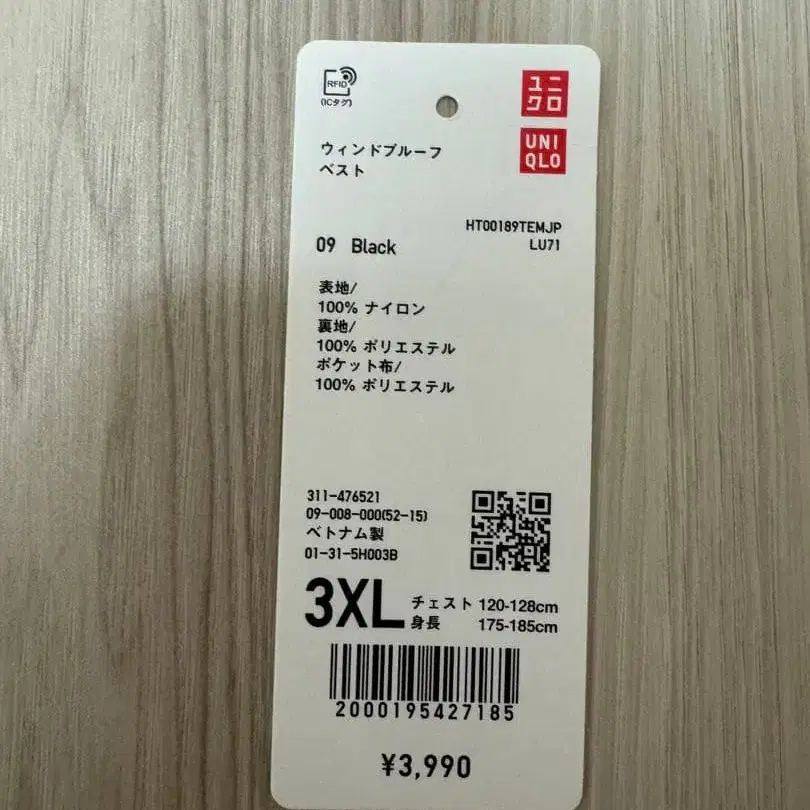 RFID
(ICタグ)
ユニ
クロ
UNI
QLO
ウィンドプルーフ
ベスト
HT00189TEMJP
LU71
09 Black
表地/
100% ナイロン
裏地/
100% ポリエステル
ポケット布/
100% ポリエステル
311-476521
09-008-000(52-15)
ベトナム製
01-31-5H003B
3XL
チェスト 120-128cm
身長 175-185cm
2000195427185
¥3,990